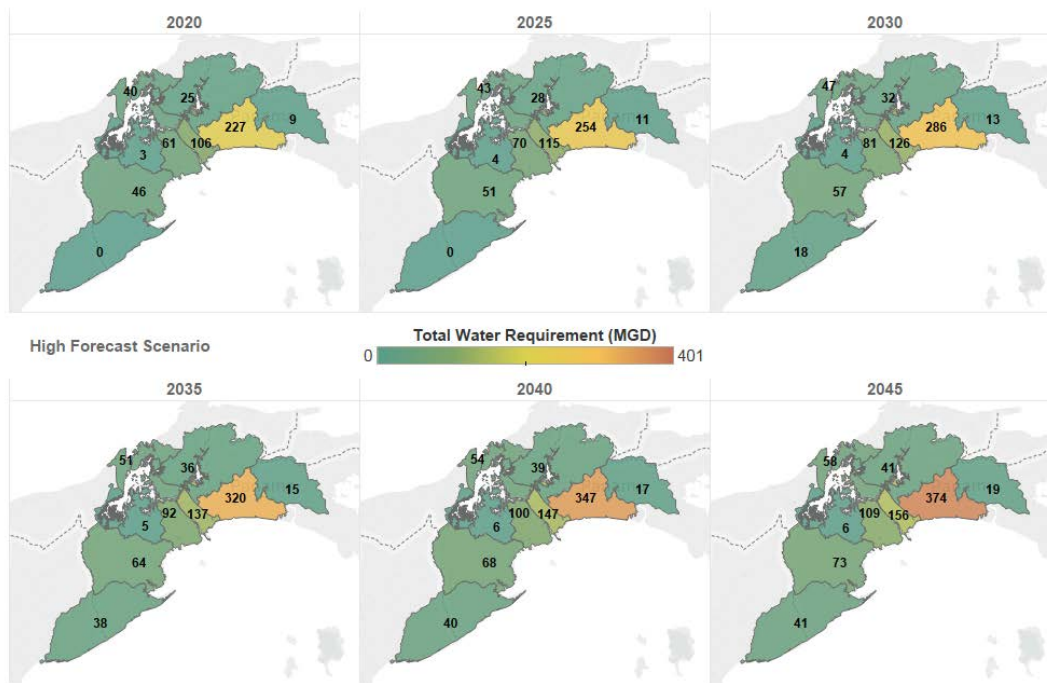 2020 2025 2030
40 25 9 227 61 106 3 46 0
43 28 11 254 70 115 4 51 0
47 32 13 286 81 126 4 57 18
High Forecast Scenario
Total Water Requirement (MGD)
0 401
2035 2040 2045
51 36 15 320 92 137 5 64 38
54 39 17 347 100 147 6 68 40
58 41 19 374 109 156 6 73 41